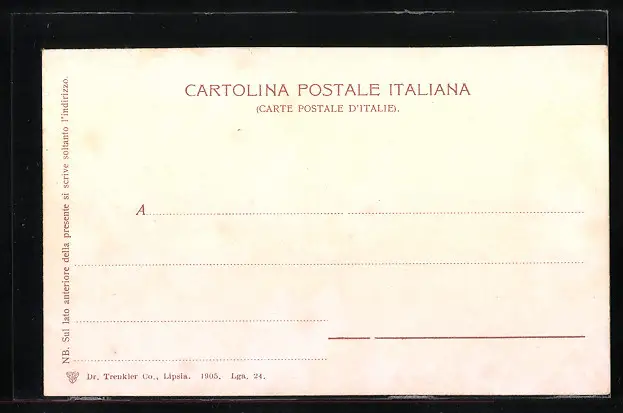 CARTOLINA POSTALE ITALIANA
(CARTE POSTALE D'ITALIE).
NB. Sul lato anteriore della presente si scrive soltanto l'indirizzo.
A
Dr. Trenkler Co., Lipsia. 1905. Lga. 24.